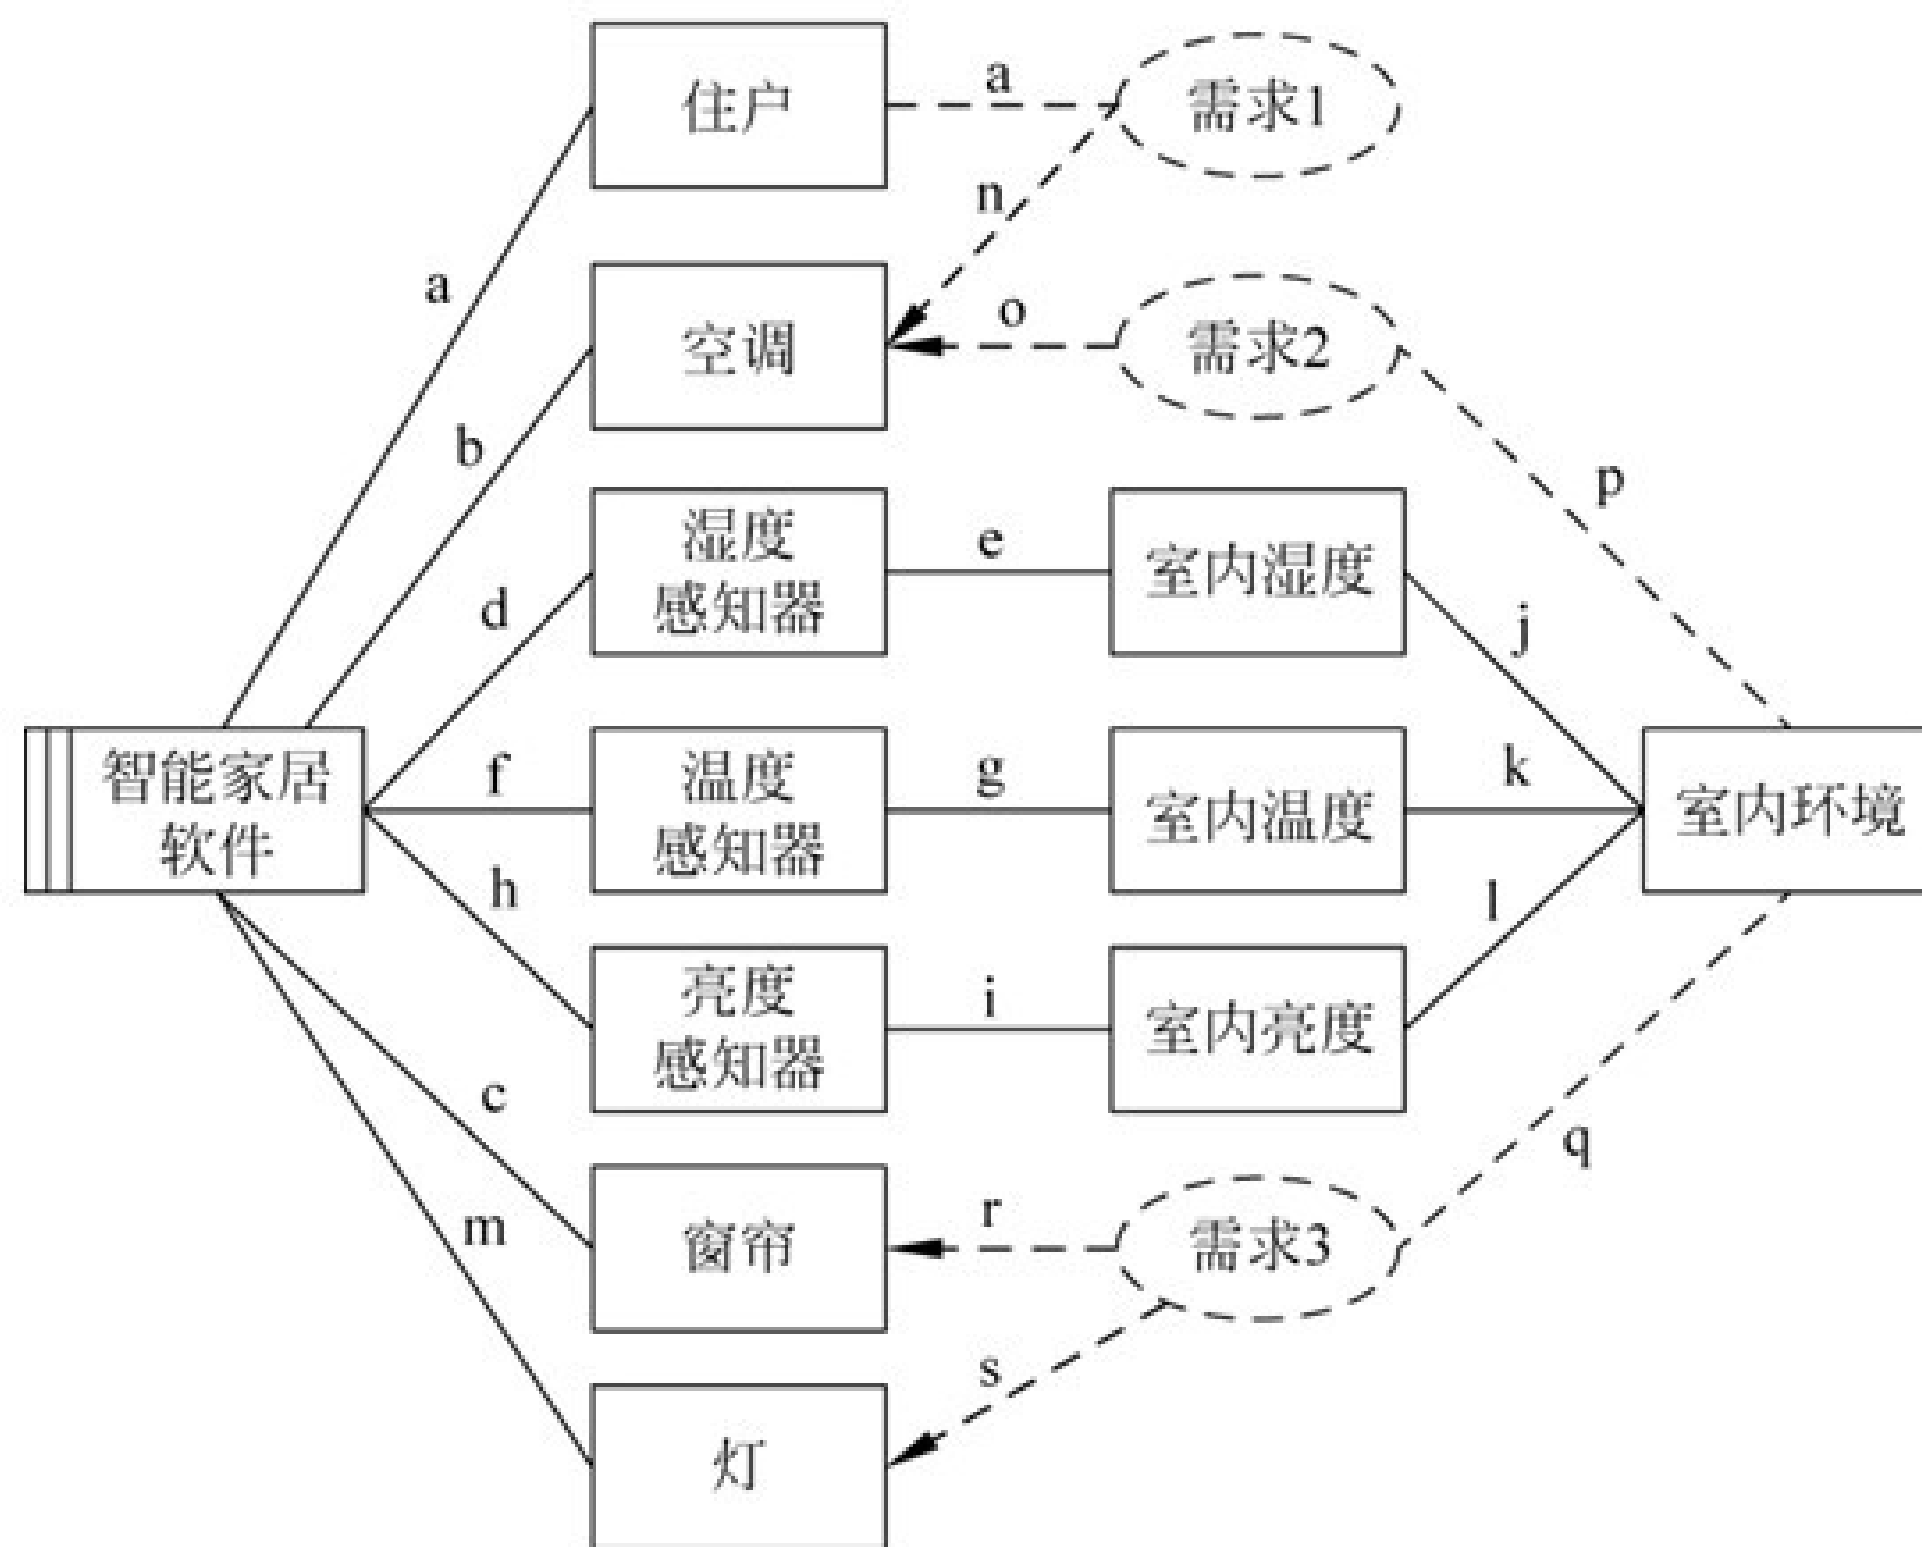 住户
a
需求1
n
a
空调
o
需求2
b
p
湿度
感知器
e
室内湿度
d
j
智能家居
软件
f
温度
感知器
g
室内温度
k
室内环境
h
l
亮度
感知器
i
室内亮度
c
q
窗帘
r
需求3
m
s
灯